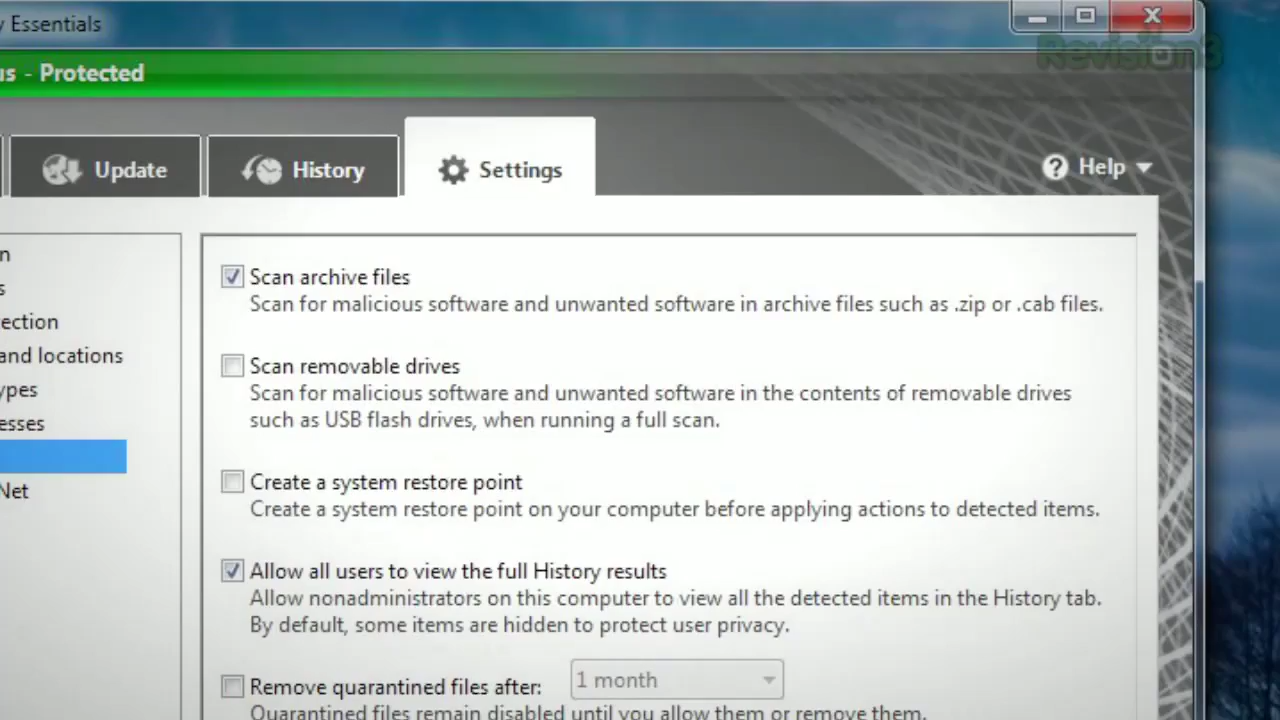 y Essentials
Revision3
us - Protected
Update
History
Settings
Help
n
s
ection
and locations
ypes
esses
Net
Scan archive files
Scan for malicious software and unwanted software in archive files such as .zip or .cab files.
Scan removable drives
Scan for malicious software and unwanted software in the contents of removable drives
such as USB flash drives, when running a full scan.
Create a system restore point
Create a system restore point on your computer before applying actions to detected items.
Allow all users to view the full History results
Allow nonadministrators on this computer to view all the detected items in the History tab.
By default, some items are hidden to protect user privacy.
Remove quarantined files after: 1 month
Quarantined files remain disabled until you allow them or remove them.